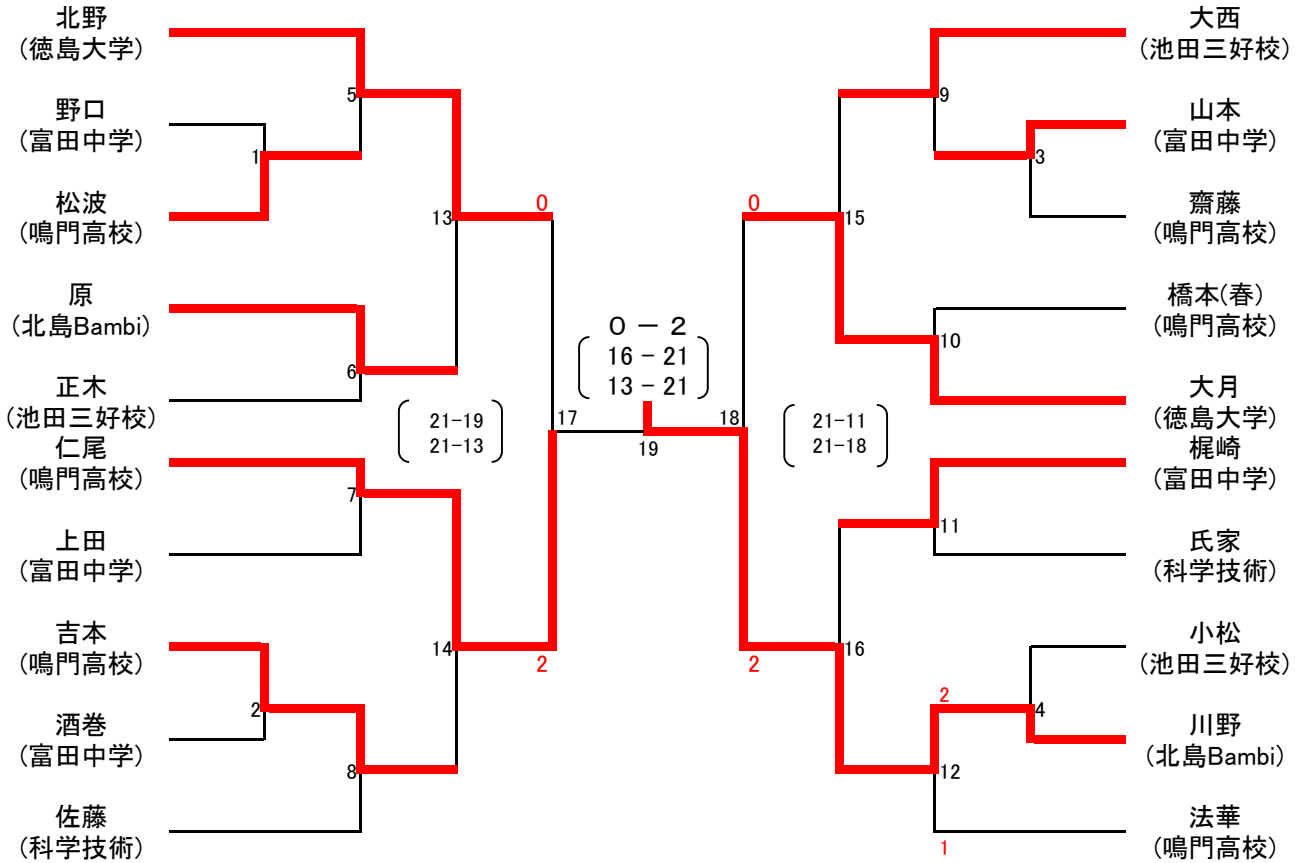 北野
(徳島大学)
野口
(富田中学)
松波
(鳴門高校)
原
(北島Bambi)
正木
(池田三好校)
仁尾
(鳴門高校)
上田
(富田中学)
吉本
(鳴門高校)
酒巻
(富田中学)
佐藤
(科学技術)
5
1
13
6
7
14
2
8
0
21-19
21-13
17
2
0 - 2
16 - 21
13 - 21
19
18
0
21-11
21-18
2
9
3
15
10
11
16
2
4
12
1
大西
(池田三好校)
山本
(富田中学)
齋藤
(鳴門高校)
橋本(春)
(鳴門高校)
大月
(徳島大学)
梶崎
(富田中学)
氏家
(科学技術)
小松
(池田三好校)
川野
(北島Bambi)
法華
(鳴門高校)